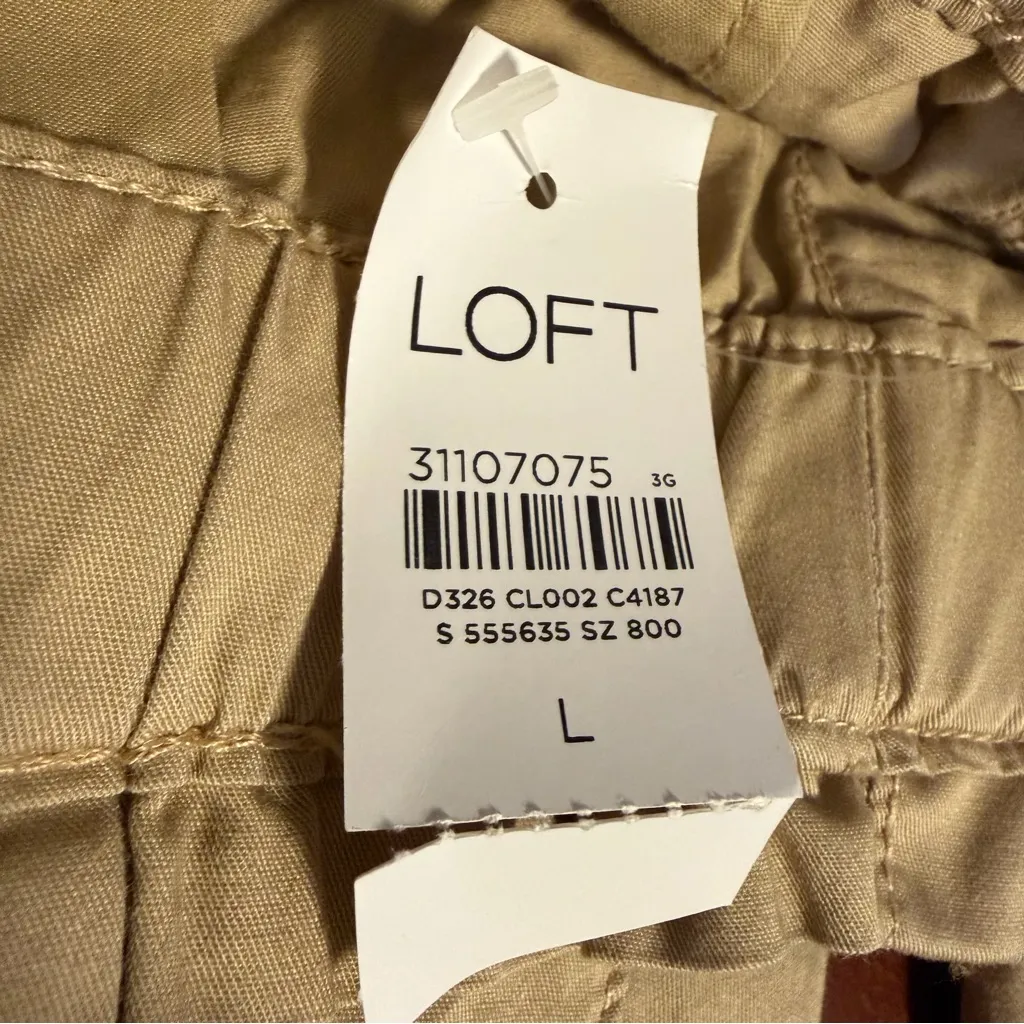 LOFT
31107075 3G
D326 CL002 C4187
S 555635 SZ 800
L